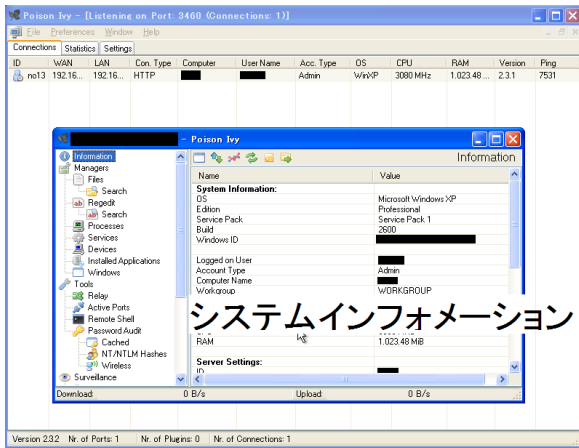 Poison Ivy - [Listening on Port: 3460 (Connections: 1)]
File Preferences Window Help
Connections Statistics Settings
ID WAN LAN Con. Type Computer User Name Acc. Type OS CPU RAM Version Ping
no13 192.16... 192.16... HTTP Admin WinXP 3080 MHz 1.023.48 ... 2.3.1 7531
- Poison Ivy
Information
Managers
Files
Search
Regedit
Search
Processes
Services
Devices
Installed Applications
Windows
Tools
Relay
Active Ports
Remote Shell
Password Audit
Cached
NT/NTLM Hashes
Wireless
Surveillance
Information
Name Value
System Information:
OS Microsoft Windows XP
Edition Professional
Service Pack Service Pack 1
Build 2600
Windows ID
Logged on User
Account Type Admin
Computer Name
Workgroup WORKGROUP
システムインフォメーション
RAM 1.023.48 MiB
Server Settings:
Download: 0 B/s Upload: 0 B/s
Version 2.3.2 Nr. of Ports: 1 Nr. of Plugins: 0 Nr. of Connections: 1